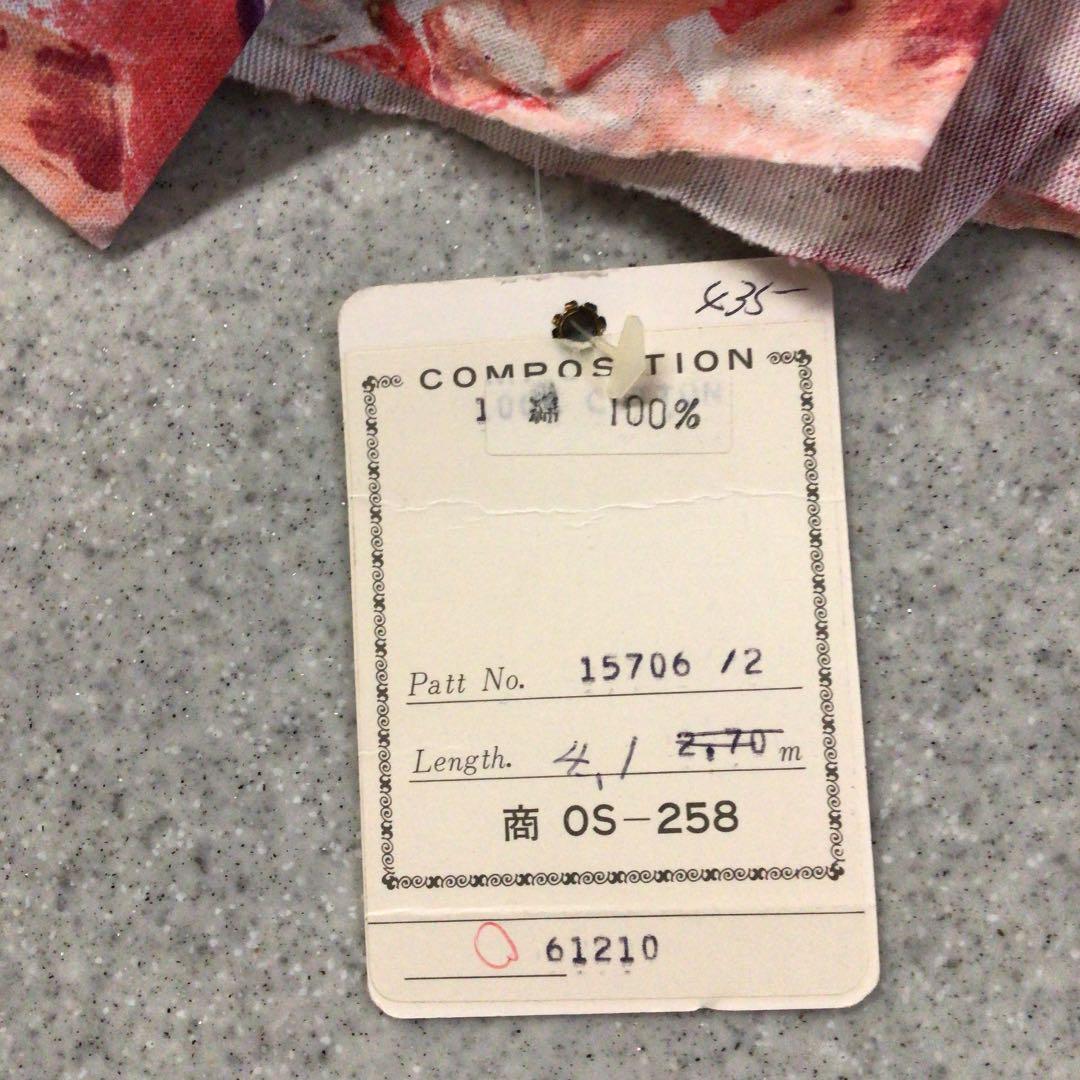 435-
COMPOSITION
綿 100%
Patt No. 15706 /2
Length. 4,1 2,70 m
商 OS-258
61210